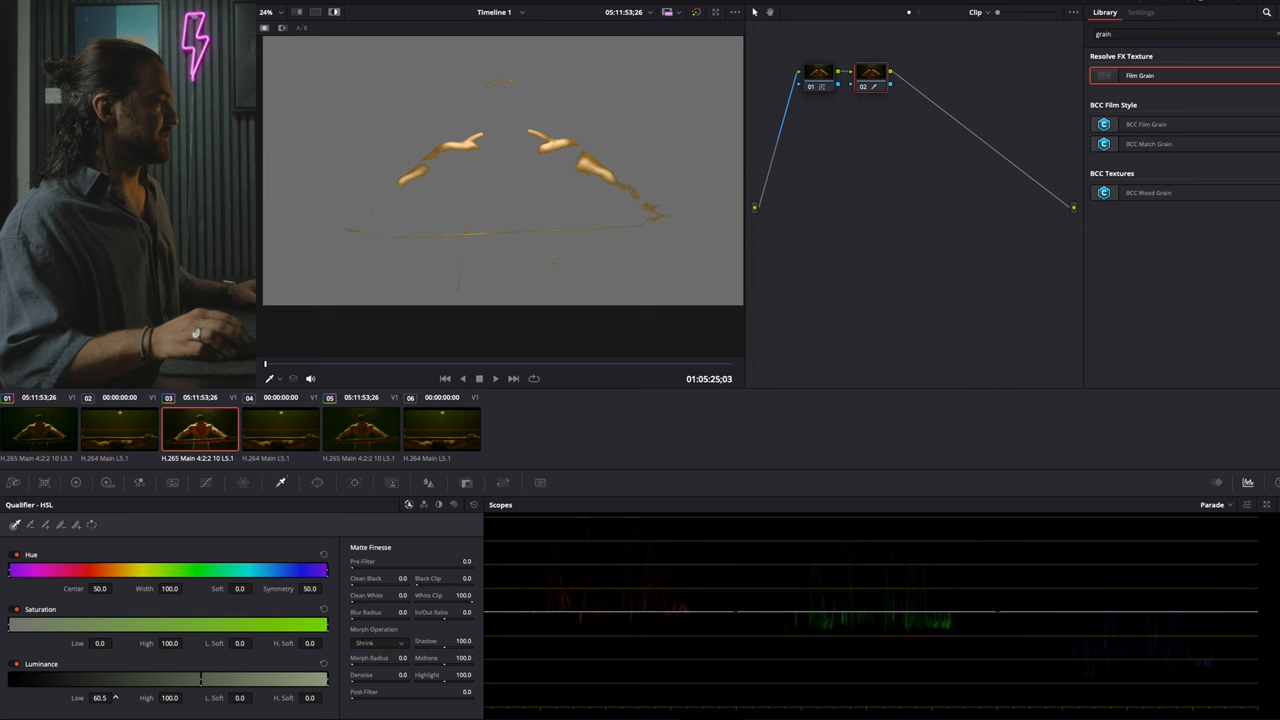 24%
Timeline 1
05:11:53;26
Clip
Library
Settings
A/B
grain
Resolve FX Texture
Film Grain
BCC Film Style
BCC Film Grain
BCC Match Grain
BCC Textures
BCC Wood Grain
01
02
01:05:25;03
01 05:11:53;26 V1
02 00:00:00:00 V1
03 05:11:53;26 V1
04 00:00:00:00 V1
05 05:11:53;26 V1
06 00:00:00:00 V1
H.265 Main 4:2:2 10 L5.1
H.264 Main L5.1
H.265 Main 4:2:2 10 L5.1
H.264 Main L5.1
H.265 Main 4:2:2 10 L5.1
H.264 Main L5.1
Qualifier - HSL
Scopes
Parade
Hue
Center 50.0 Width 100.0 Soft 0.0 Symmetry 50.0
Saturation
Low 0.0 High 100.0 L. Soft 0.0 H. Soft 0.0
Luminance
Low 60.5 High 100.0 L. Soft 0.0 H. Soft 0.0
Matte Finesse
Pre-Filter 0.0
Clean Black 0.0 Black Clip 0.0
Clean White 0.0 White Clip 100.0
Blur Radius 0.0 In/Out Ratio 0.0
Morph Operation
Shrink Shadow 100.0
Morph Radius 0.0 Midtone 100.0
Denoise 0.0 Highlight 100.0
Post-Filter 0.0